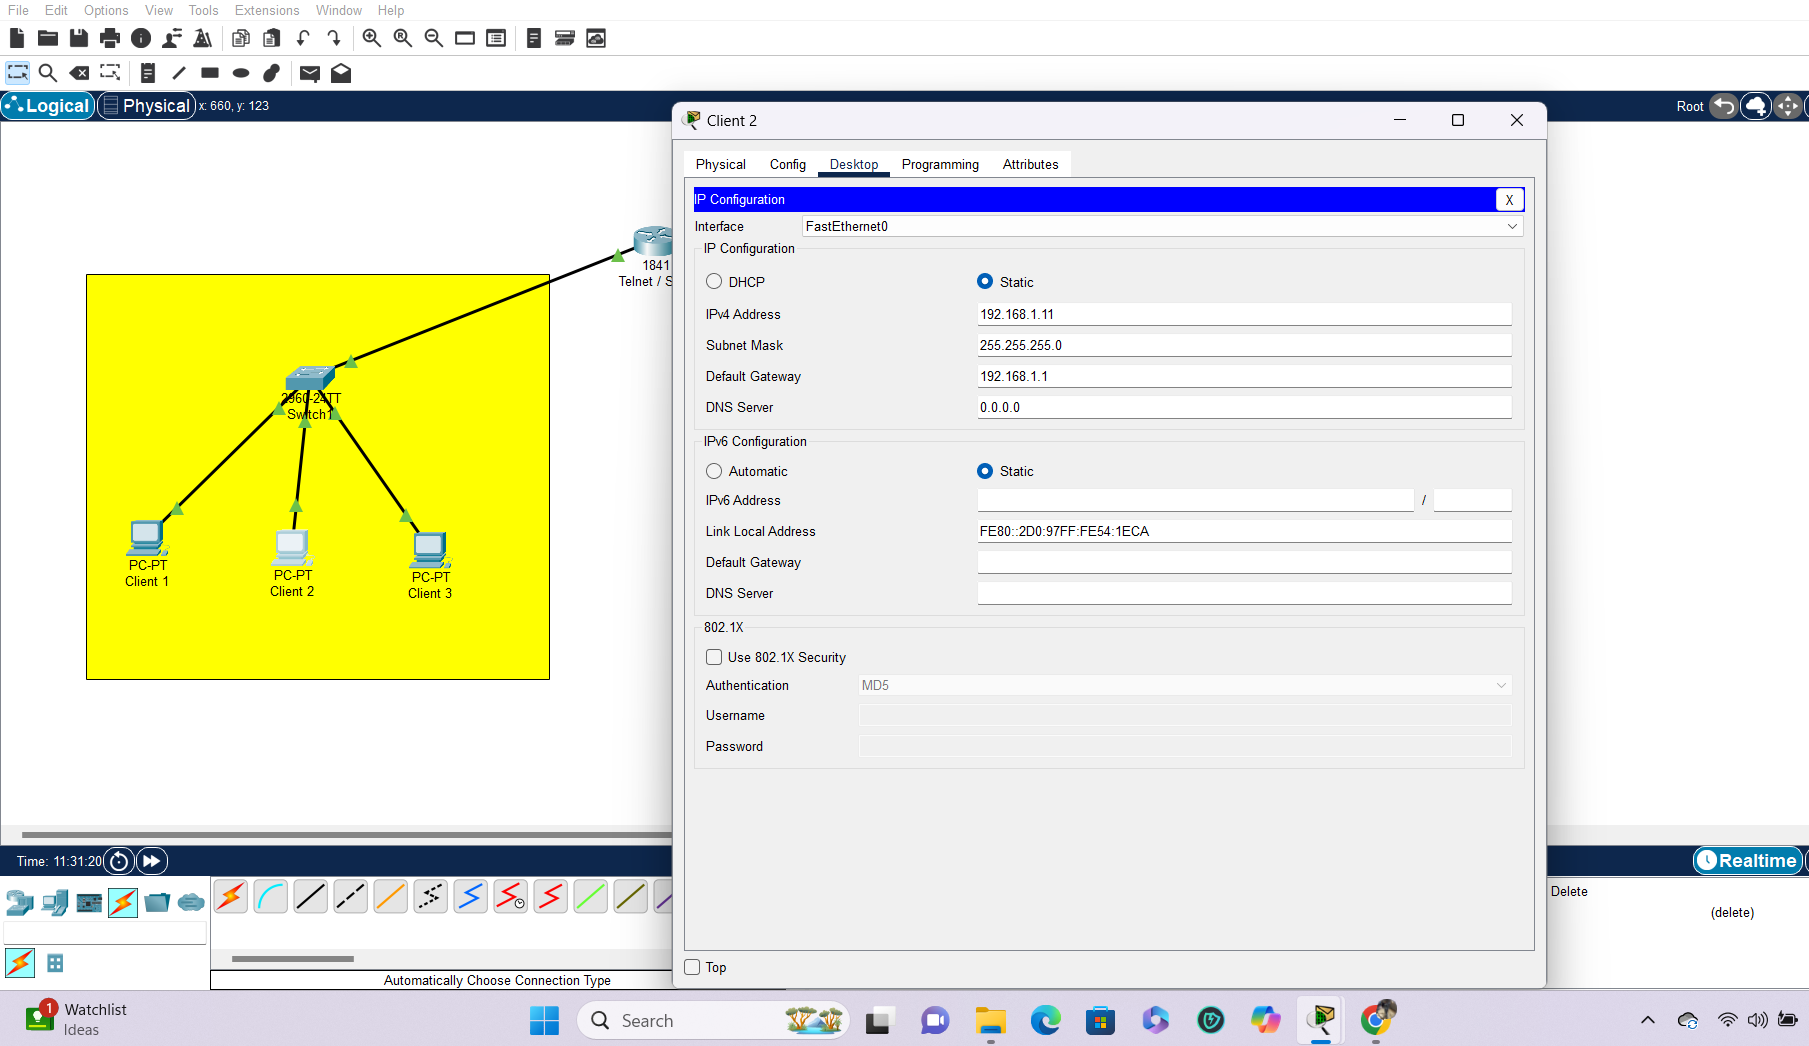 File Edit Options View Tools Extensions Window Help
Logical Physical x: 660, y: 123
Root
1841
Telnet / S
2960-24TT
Switch1
PC-PT
Client 1
PC-PT
Client 2
PC-PT
Client 3
Client 2
Physical Config Desktop Programming Attributes
IP Configuration X
Interface FastEthernet0
IP Configuration
DHCP Static
IPv4 Address 192.168.1.11
Subnet Mask 255.255.255.0
Default Gateway 192.168.1.1
DNS Server 0.0.0.0
IPv6 Configuration
Automatic Static
IPv6 Address /
Link Local Address FE80::2D0:97FF:FE54:1ECA
Default Gateway
DNS Server
802.1X
Use 802.1X Security
Authentication MD5
Username
Password
Top
Time: 11:31:20
Realtime
Delete
(delete)
Automatically Choose Connection Type
1 Watchlist
Ideas
Search